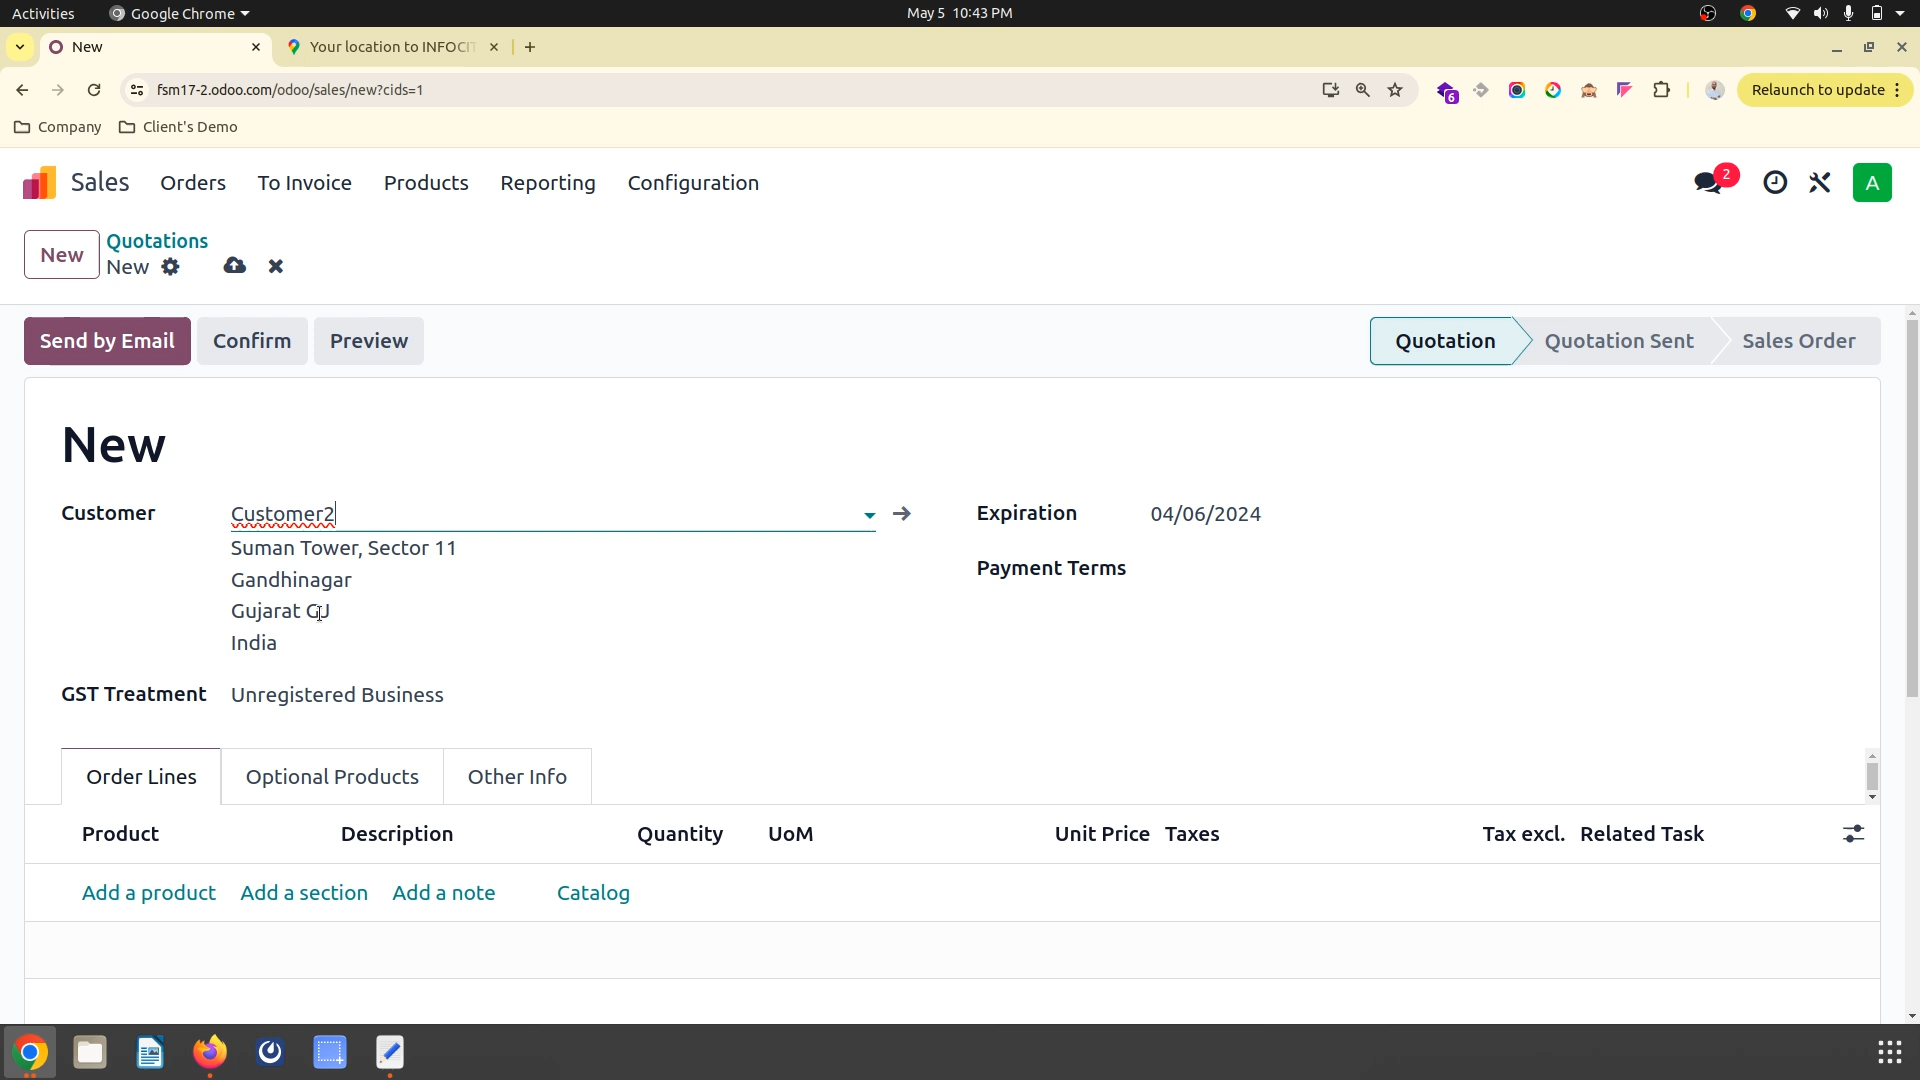 Activities Google Chrome May 5 10:43 PM
New Your location to INFOCIT
fsm17-2.odoo.com/odoo/sales/new?cids=1 6 Relaunch to update
Company Client's Demo
Sales Orders To Invoice Products Reporting Configuration 2 A
New Quotations
New
Send by Email Confirm Preview Quotation Quotation Sent Sales Order
New
Customer Customer2 Expiration 04/06/2024
Suman Tower, Sector 11
Gandhinagar Payment Terms
Gujarat GJ
India
GST Treatment Unregistered Business
Order Lines Optional Products Other Info
Product Description Quantity UoM Unit Price Taxes Tax excl. Related Task
Add a product Add a section Add a note Catalog